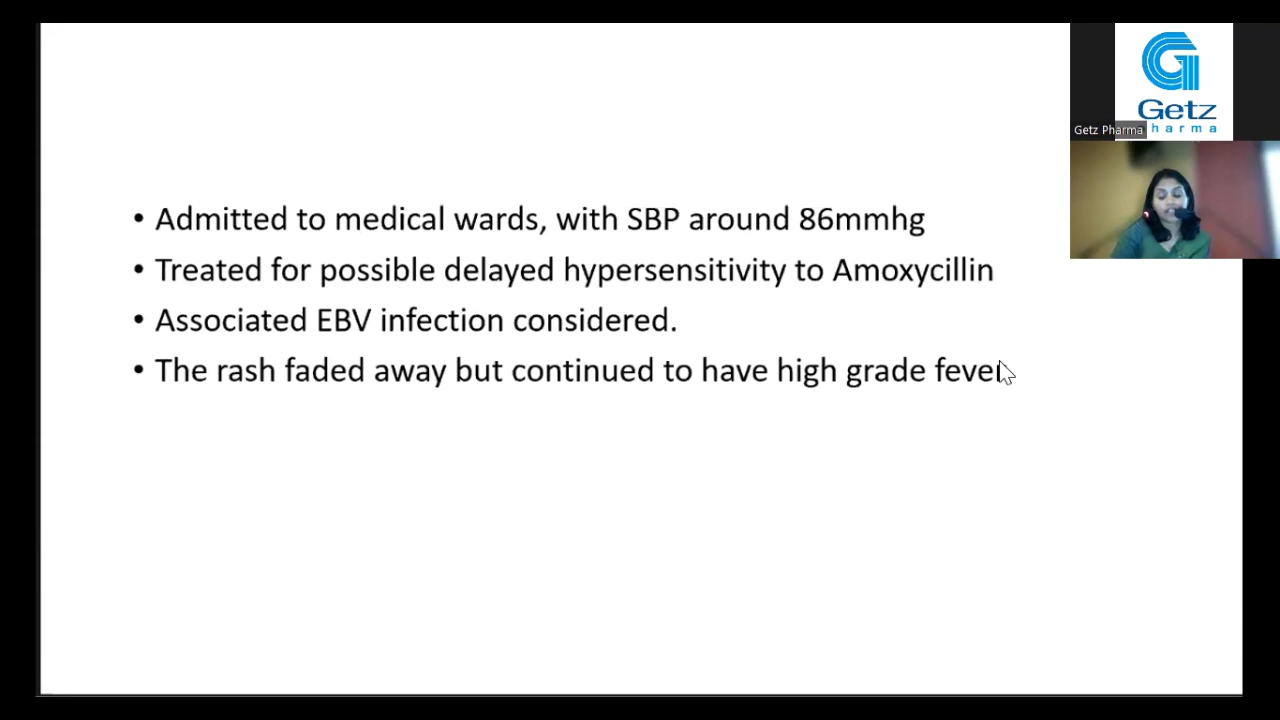 • Admitted to medical wards, with SBP around 86mmhg
• Treated for possible delayed hypersensitivity to Amoxycillin
• Associated EBV infection considered.
• The rash faded away but continued to have high grade fever
Getz
harma
Getz Pharma